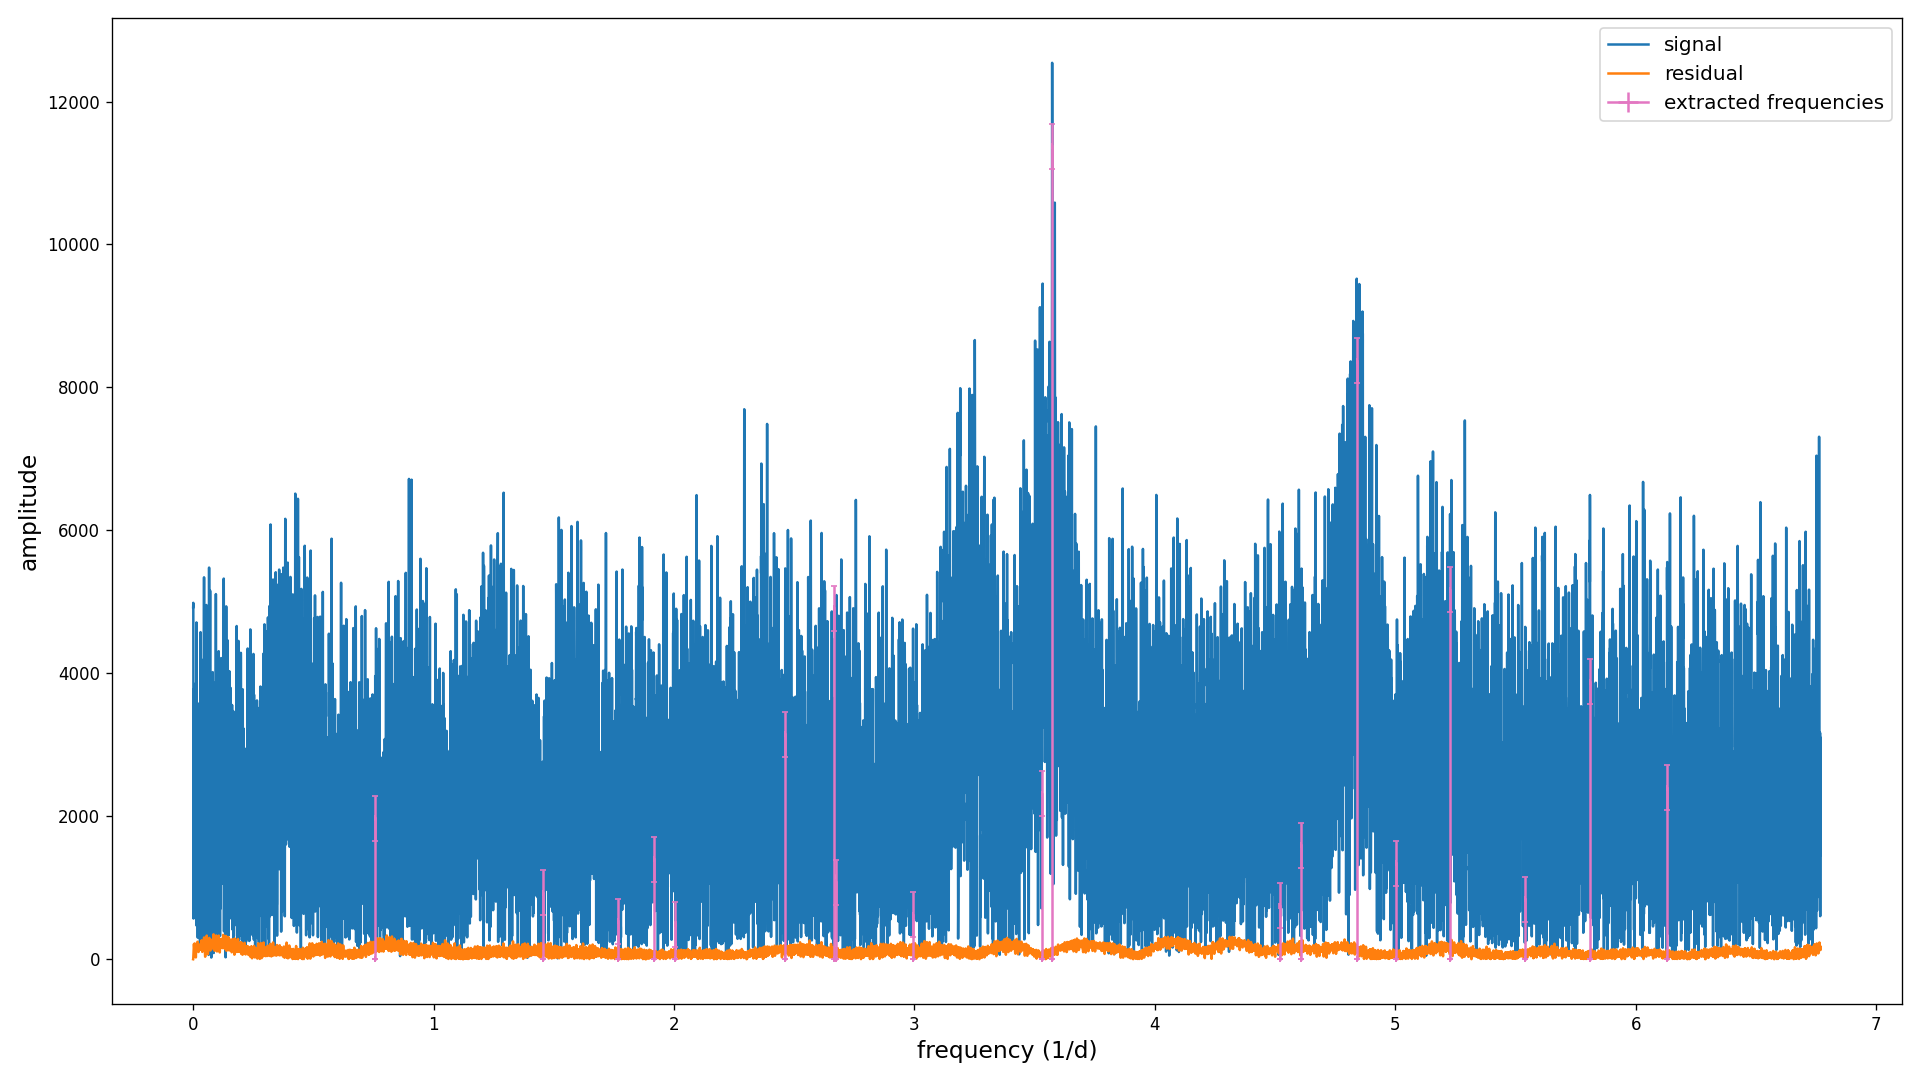 signal
residual
extracted frequencies
12000
10000
8000
6000
4000
2000
0
amplitude
0 1 2 3 4 5 6 7
frequency (1/d)